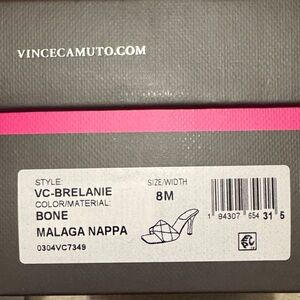 VINCECAMUTO.COM
STYLE:
VC-BRELANIE
COLOR/MATERIAL:
BONE
MALAGA NAPPA
0304VC7349
SIZE/WIDTH
8M
1 94307 654 31 5